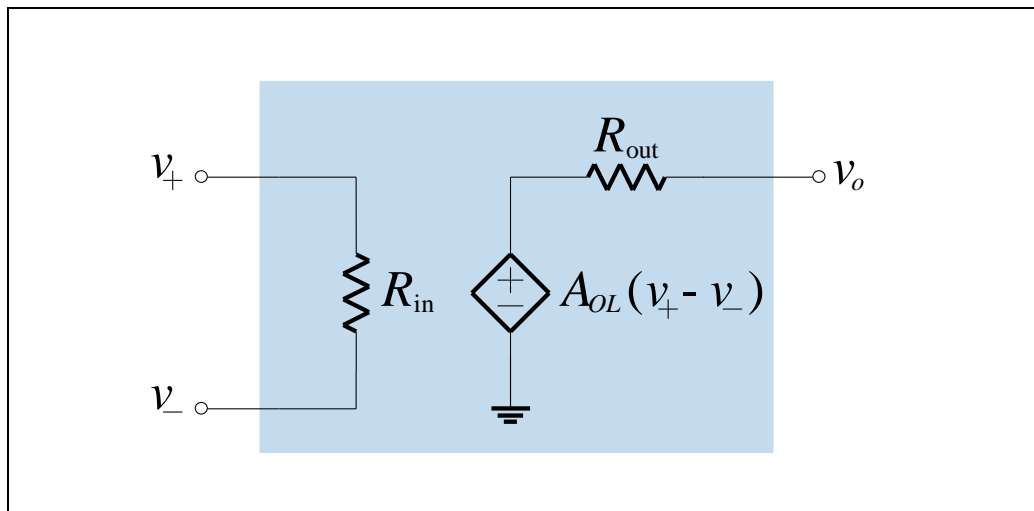 R_out
v_+
v_o
R_in
+
−
A_OL(v_+ - v_−)
v_−